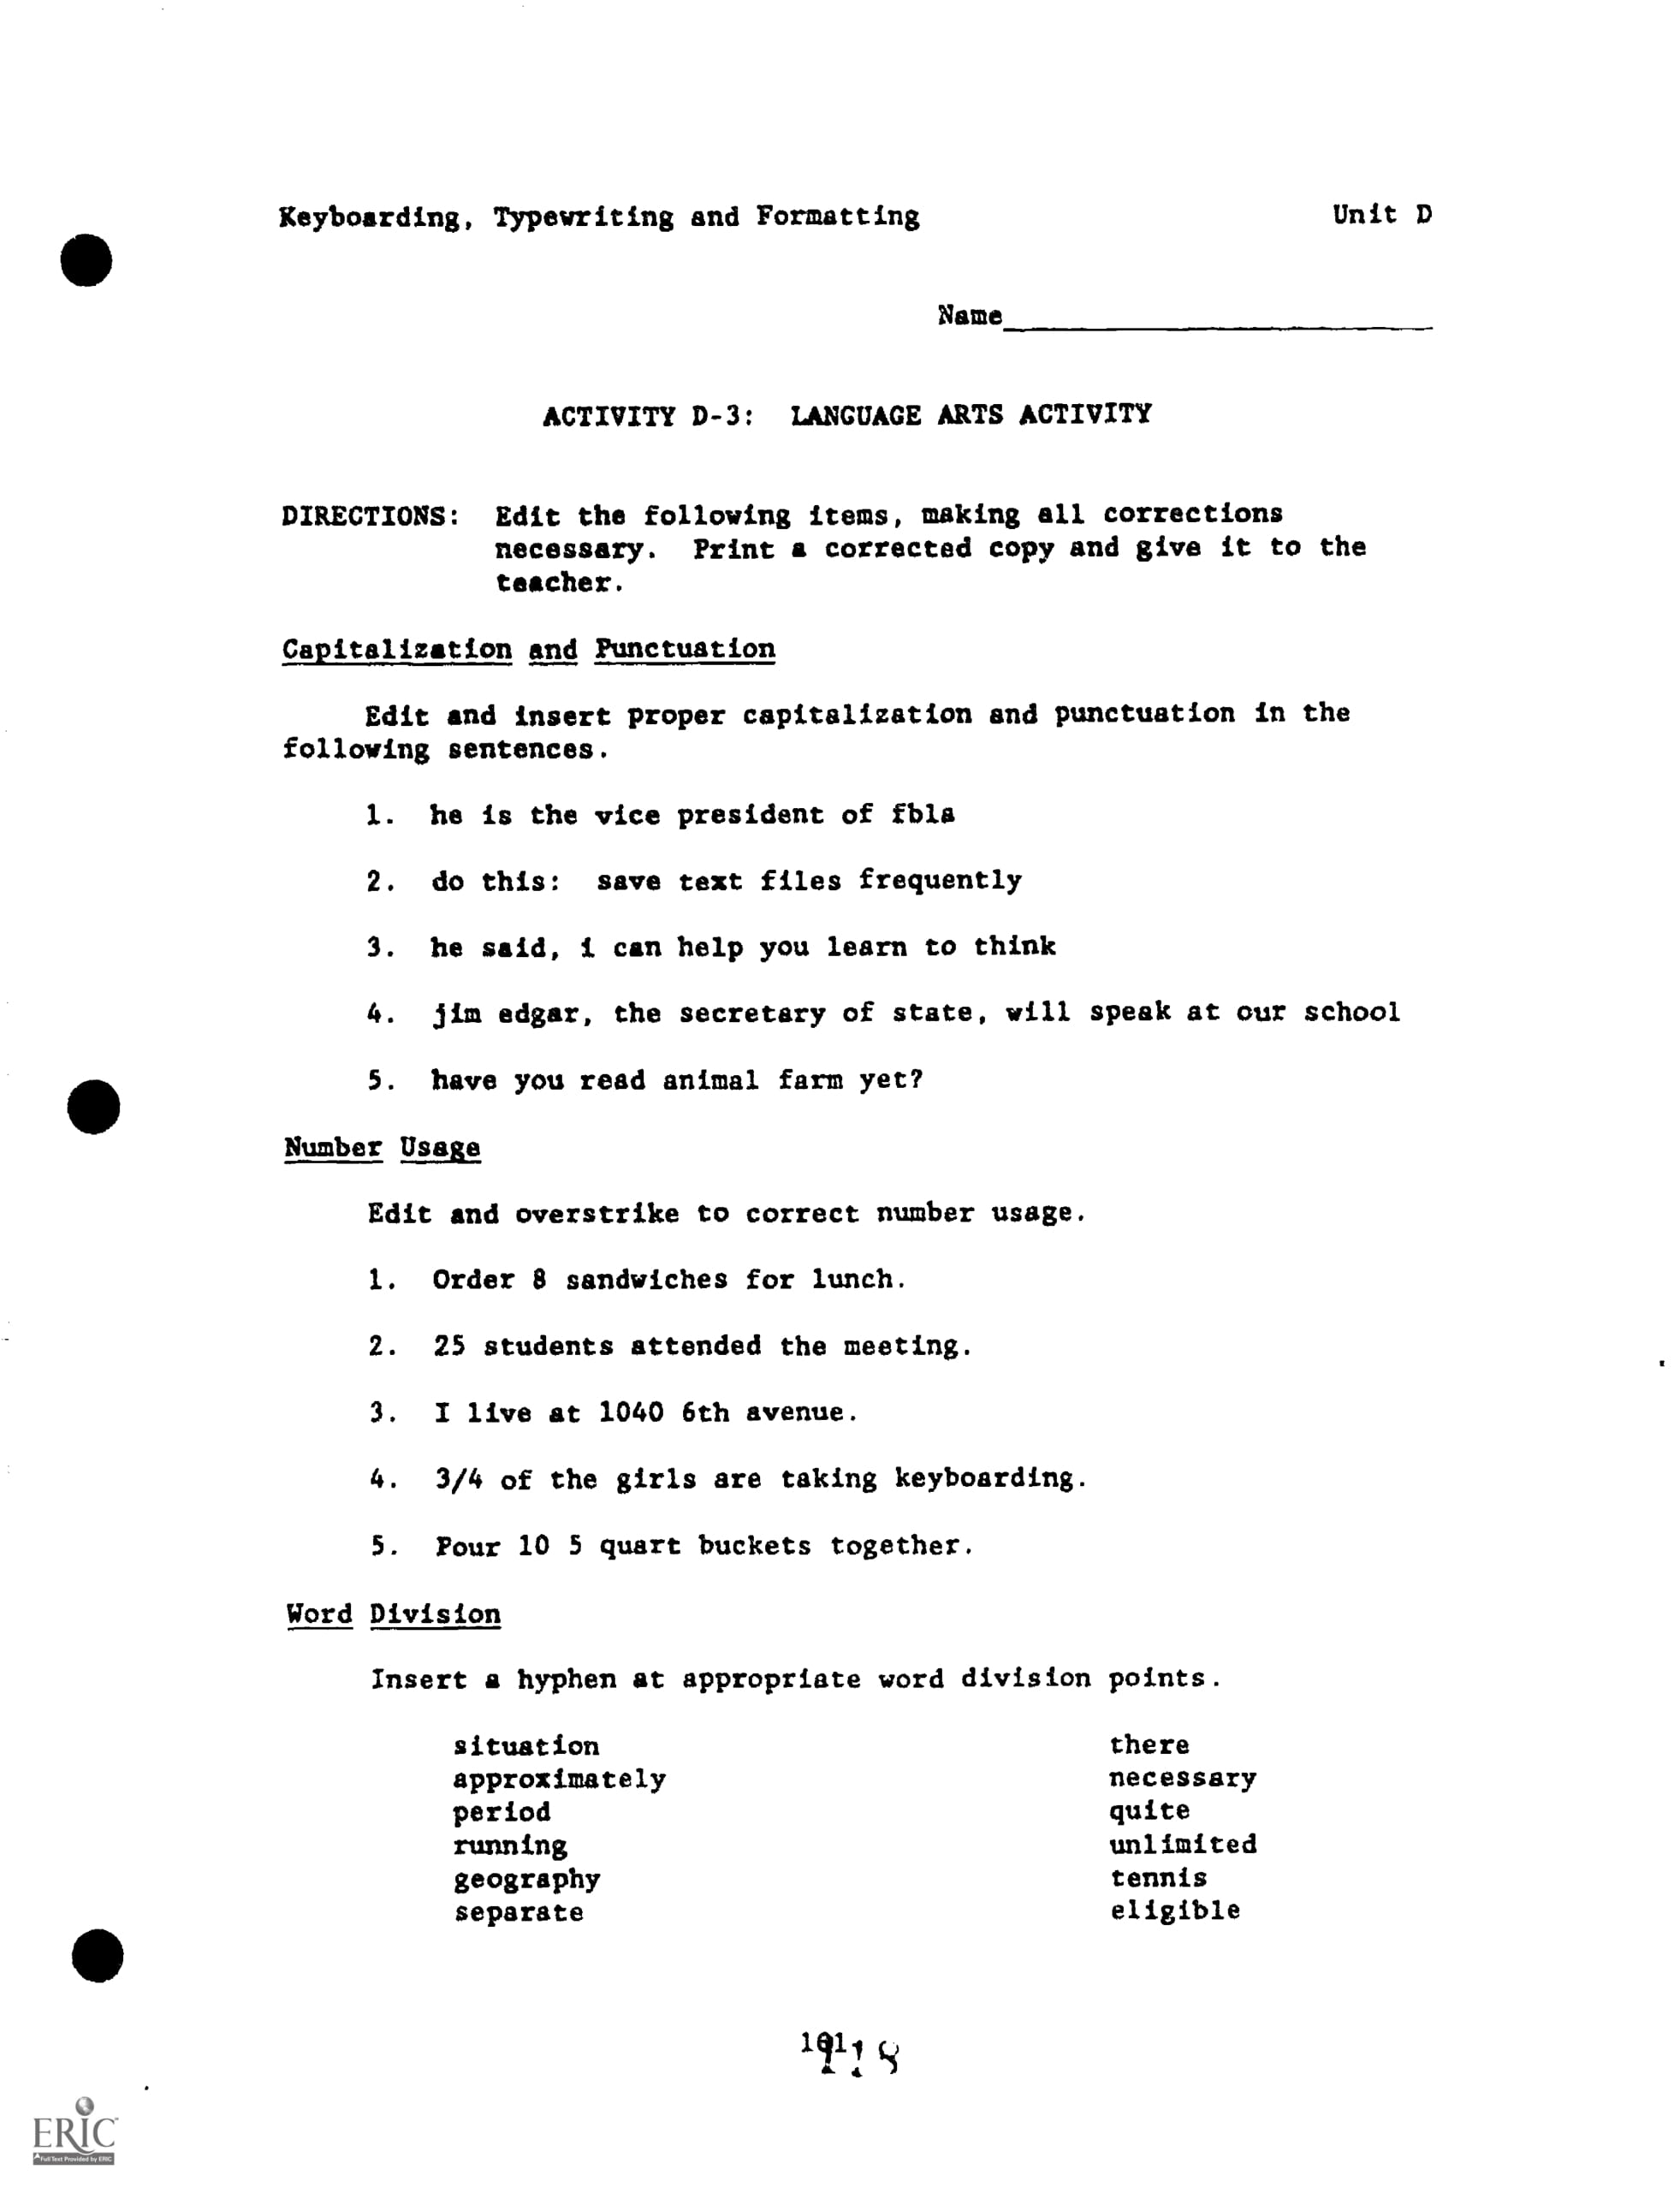 Keyboarding, Typewriting and Formatting Unit D
Name
ACTIVITY D-3: LANGUAGE ARTS ACTIVITY
DIRECTIONS: Edit the following items, making all corrections
necessary. Print a corrected copy and give it to the
teacher.
Capitalization and Punctuation
Edit and insert proper capitalization and punctuation in the
following sentences.
1. he is the vice president of fbla
2. do this: save text files frequently
3. he said, i can help you learn to think
4. jim edgar, the secretary of state, will speak at our school
5. have you read animal farm yet?
Number Usage
Edit and overstrike to correct number usage.
1. Order 8 sandwiches for lunch.
2. 25 students attended the meeting.
3. I live at 1040 6th avenue.
4. 3/4 of the girls are taking keyboarding.
5. Pour 10 5 quart buckets together.
Word Division
Insert a hyphen at appropriate word division points.
situation there
approximately necessary
period quite
running unlimited
geography tennis
separate eligible
ERIC
Full Text Provided by ERIC